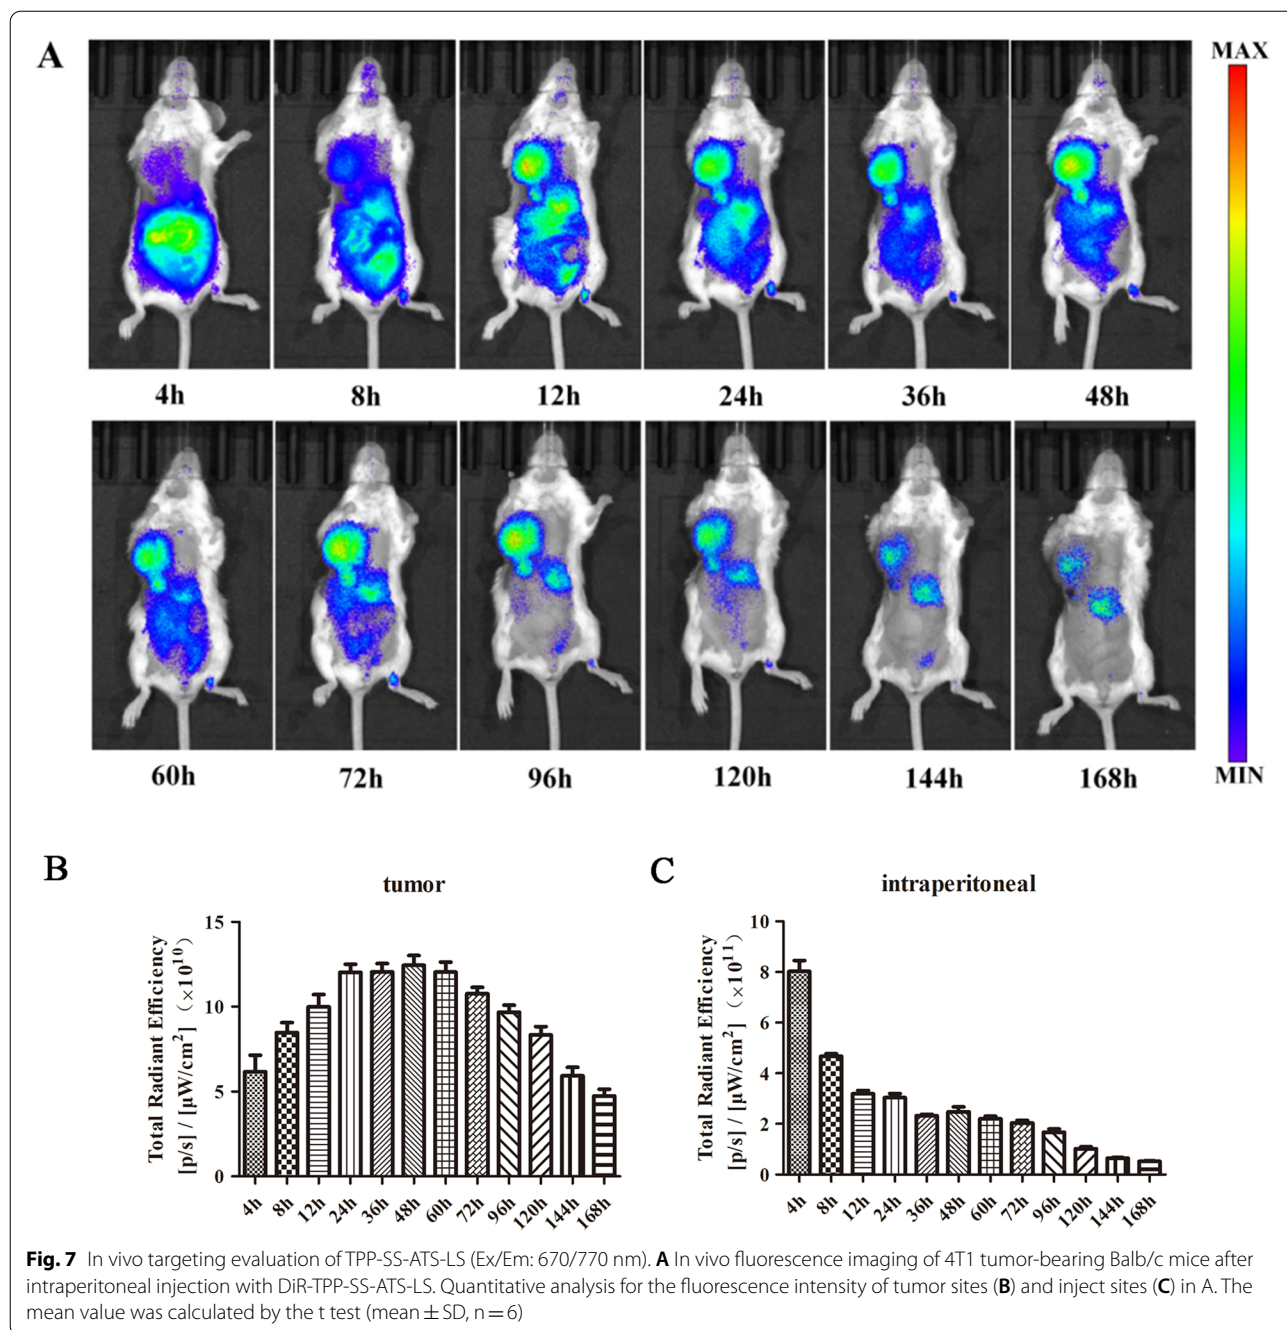 A
MAX
4h 8h 12h 24h 36h 48h
60h 72h 96h 120h 144h 168h
MIN
B
tumor
Total Radiant Efficiency
[p/s] / [µW/cm²] (×10¹⁰)
15
10
5
0
4h 8h 12h 24h 36h 48h 60h 72h 96h 120h 144h 168h
C
intraperitoneal
Total Radiant Efficiency
[p/s] / [µW/cm²] (×10¹¹)
10
8
6
4
2
0
4h 8h 12h 24h 36h 48h 60h 72h 96h 120h 144h 168h
Fig. 7 In vivo targeting evaluation of TPP-SS-ATS-LS (Ex/Em: 670/770 nm). A In vivo fluorescence imaging of 4T1 tumor-bearing Balb/c mice after
intraperitoneal injection with DiR-TPP-SS-ATS-LS. Quantitative analysis for the fluorescence intensity of tumor sites (B) and inject sites (C) in A. The
mean value was calculated by the t test (mean ± SD, n = 6)